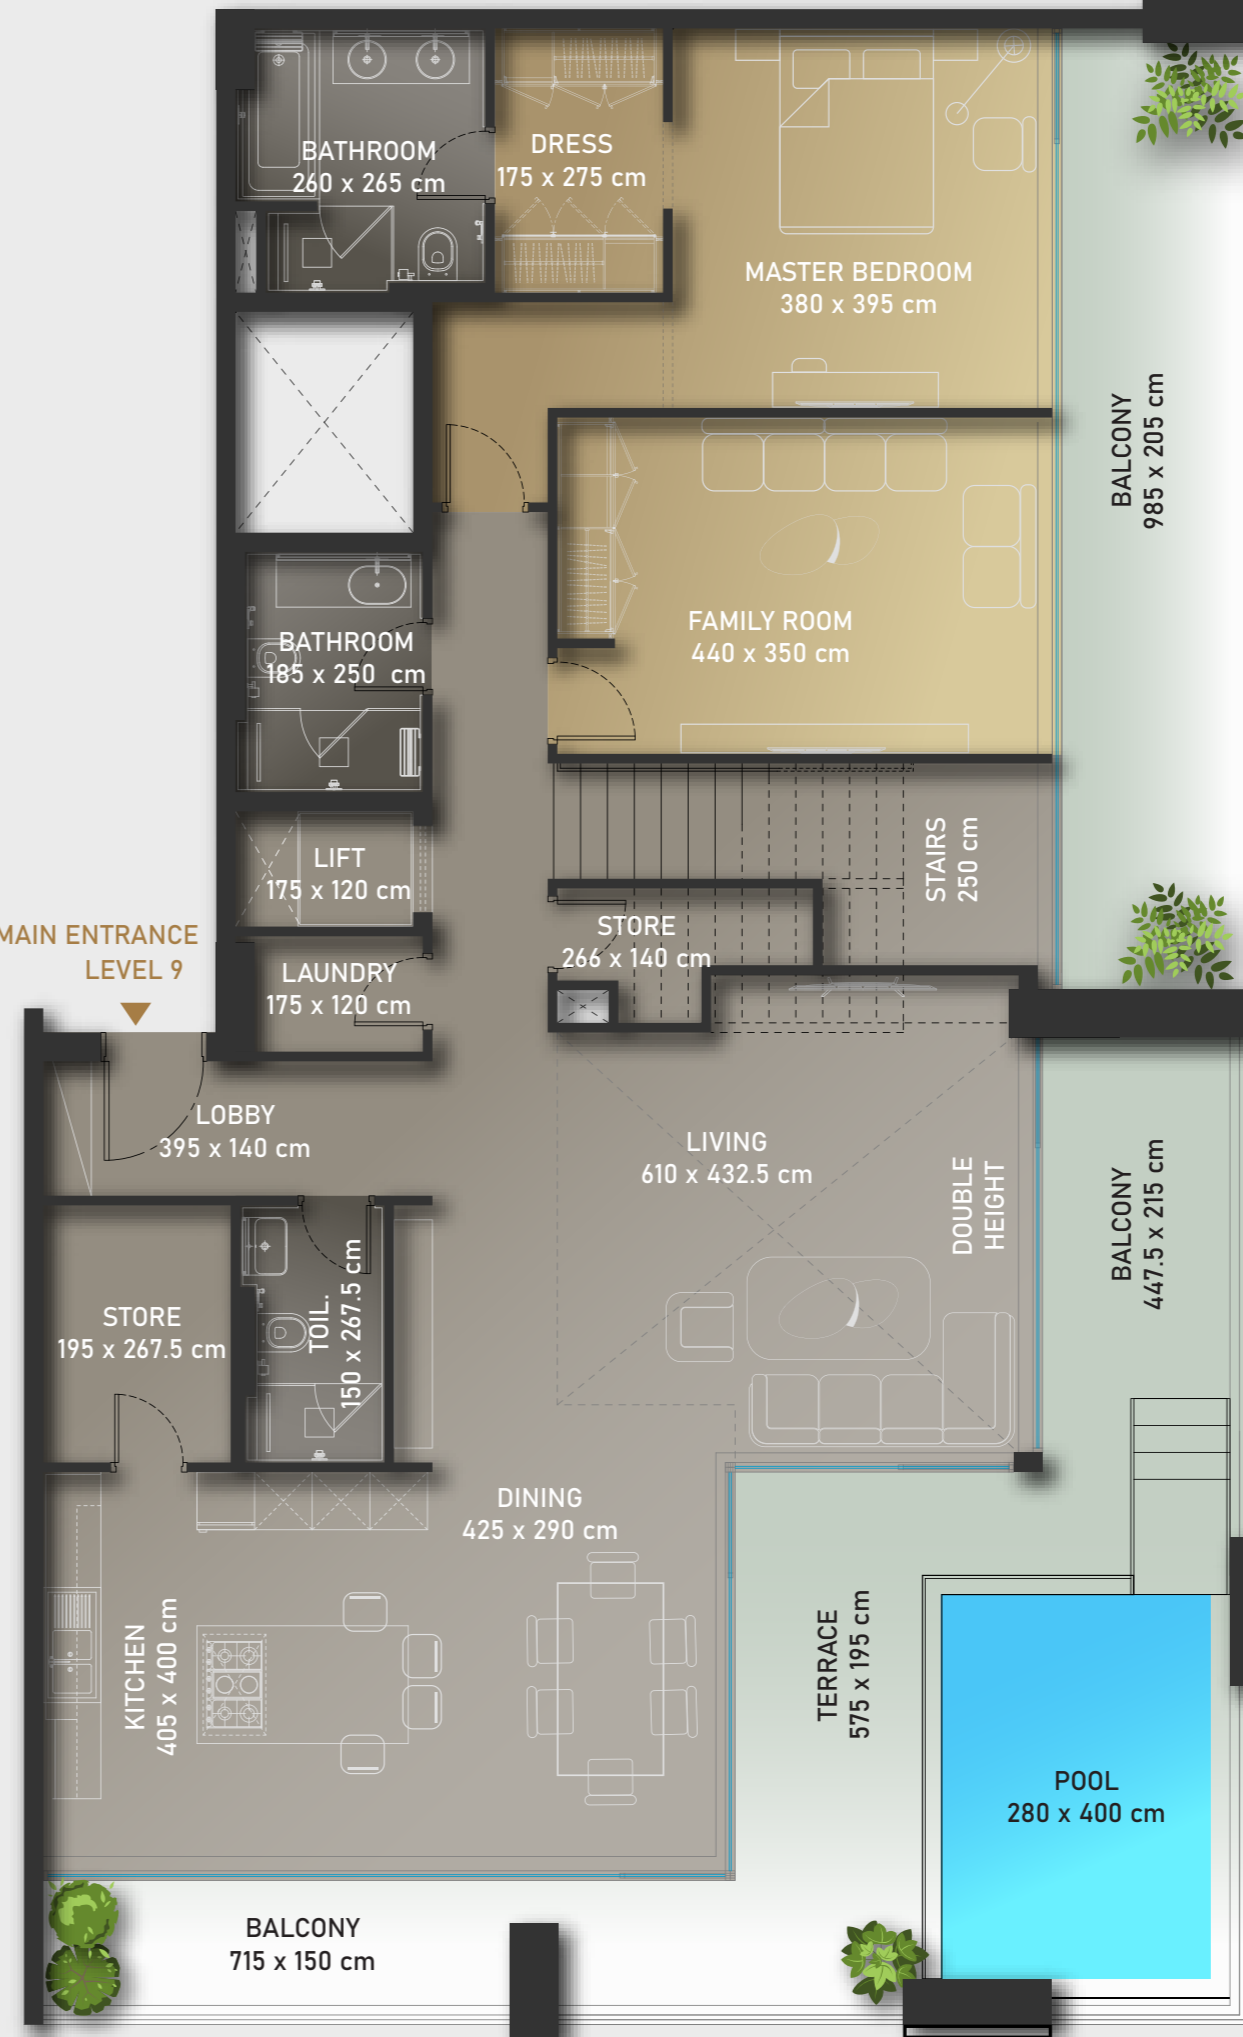 BATHROOM
260 x 265 cm
DRESS
175 x 275 cm
MASTER BEDROOM
380 x 395 cm
BALCONY
985 x 205 cm
FAMILY ROOM
440 x 350 cm
BATHROOM
185 x 250 cm
LIFT
175 x 120 cm
STAIRS
250 cm
STORE
266 x 140 cm
MAIN ENTRANCE
LEVEL 9
LAUNDRY
175 x 120 cm
LOBBY
395 x 140 cm
LIVING
610 x 432.5 cm
DOUBLE
HEIGHT
BALCONY
447.5 x 215 cm
STORE
195 x 267.5 cm
TOIL.
150 x 267.5 cm
DINING
425 x 290 cm
KITCHEN
405 x 400 cm
TERRACE
575 x 195 cm
POOL
280 x 400 cm
BALCONY
715 x 150 cm